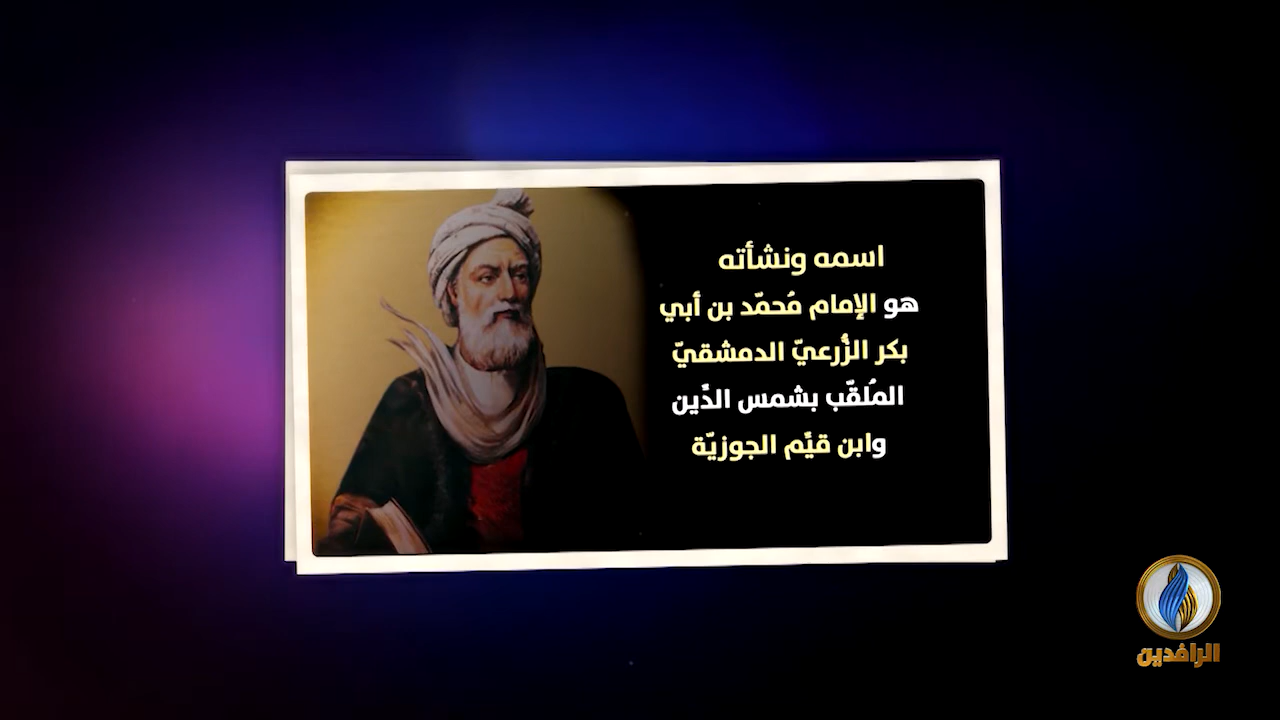 اسمه ونشأته
هو الإمام مُحمّد بن أبي
بكر الزُّرعيّ الدمشقيّ
المُلقّب بشمس الدِّين
وابن قيِّم الجوزيّة
الرافدين